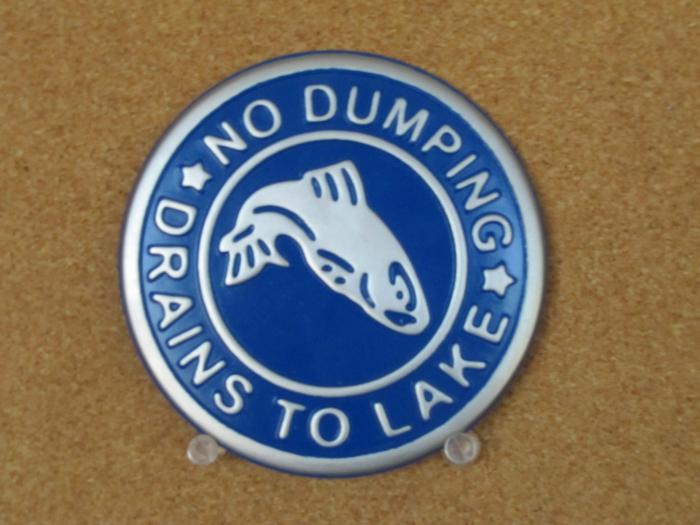 NO DUMPING
DRAINS TO LAKE